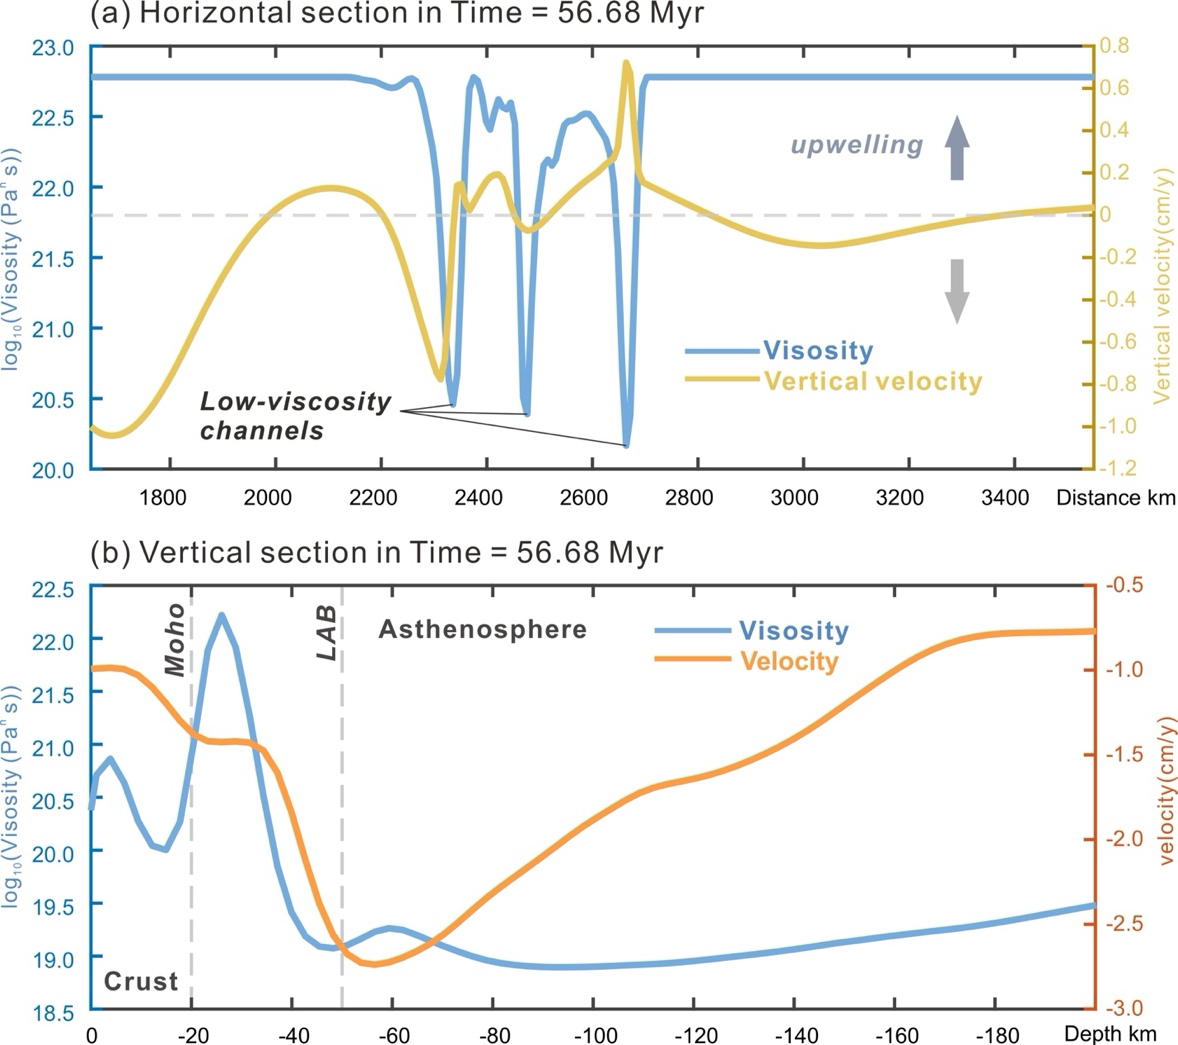 (a) Horizontal section in Time = 56.68 Myr
23.0
22.5
22.0
21.5
21.0
20.5
20.0
log₁₀(Viscosity (Paⁿ s))
0.8
0.6
0.4
0.2
0
-0.2
-0.4
-0.6
-0.8
-1.0
-1.2
Vertical velocity(cm/y)
upwelling
Visosity
Vertical velocity
Low-viscosity
channels
1800 2000 2200 2400 2600 2800 3000 3200 3400 Distance km
(b) Vertical section in Time = 56.68 Myr
22.5
22.0
21.5
21.0
20.5
20.0
19.5
19.0
18.5
log₁₀(Viscosity (Paⁿ s))
-0.5
-1.0
-1.5
-2.0
-2.5
-3.0
velocity(cm/y)
Moho
LAB
Asthenosphere
Visosity
Velocity
Crust
0 -20 -40 -60 -80 -100 -120 -140 -160 -180 Depth km